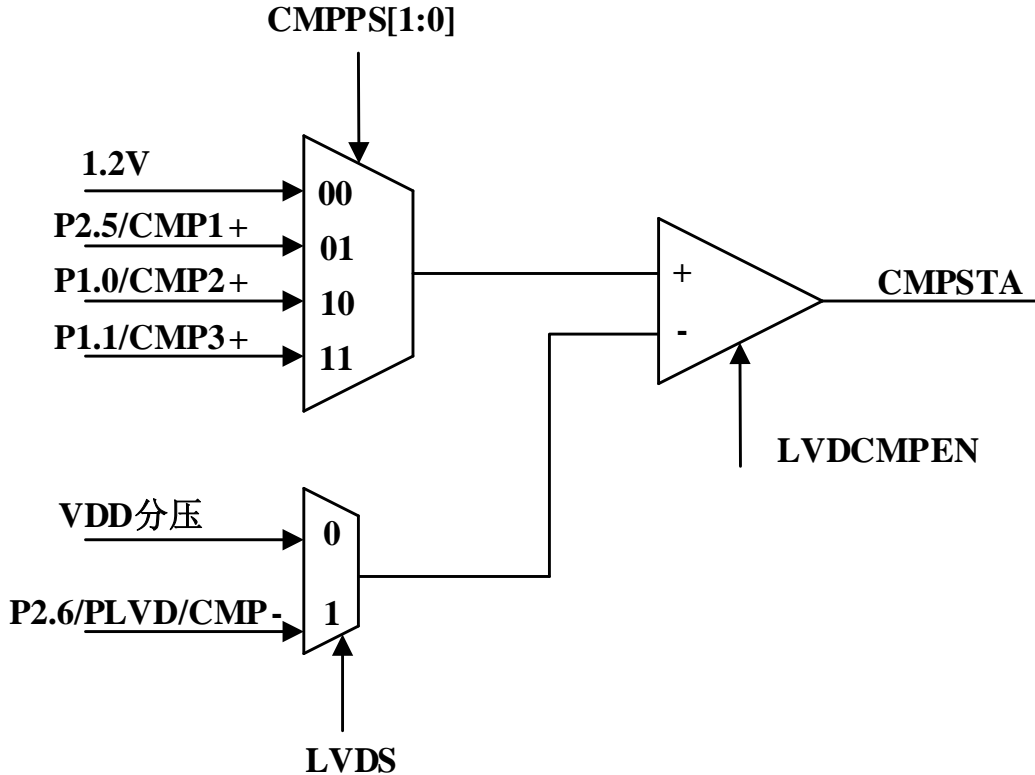 CMPPS[1:0]
1.2V
00
P2.5/CMP1+
01
P1.0/CMP2+
10
P1.1/CMP3+
11
+
-
CMPSTA
LVDCMPEN
VDD分压
0
P2.6/PLVD/CMP-
1
LVDS